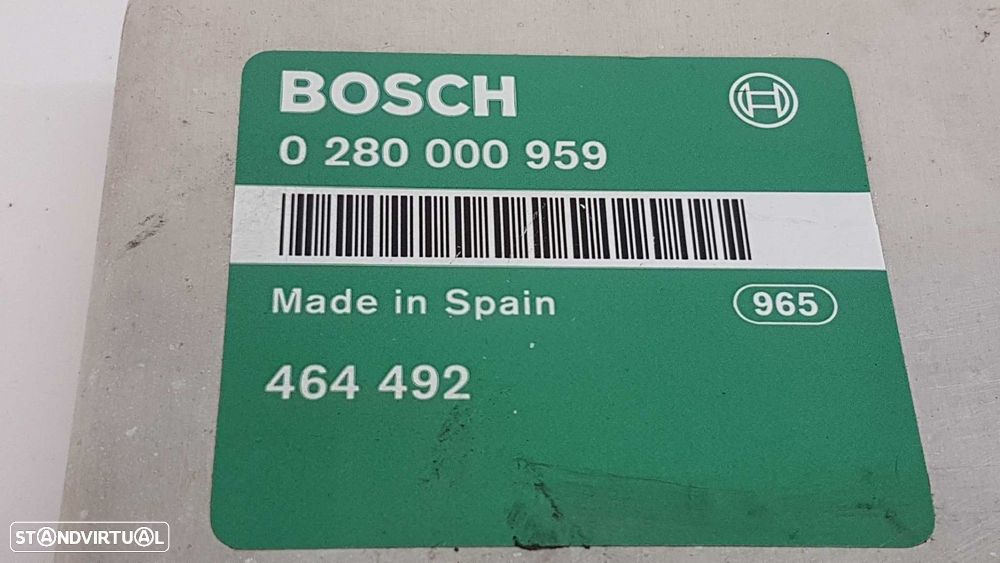 BOSCH
0 280 000 959
Made in Spain
965
464 492
STANDVIRTUAL